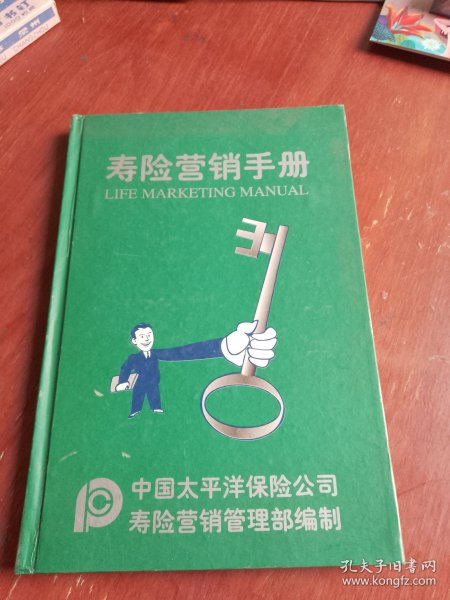 寿险营销手册
LIFE MARKETING MANUAL
中国太平洋保险公司
寿险营销管理部编制
孔夫子旧书网
www.kongfz.com